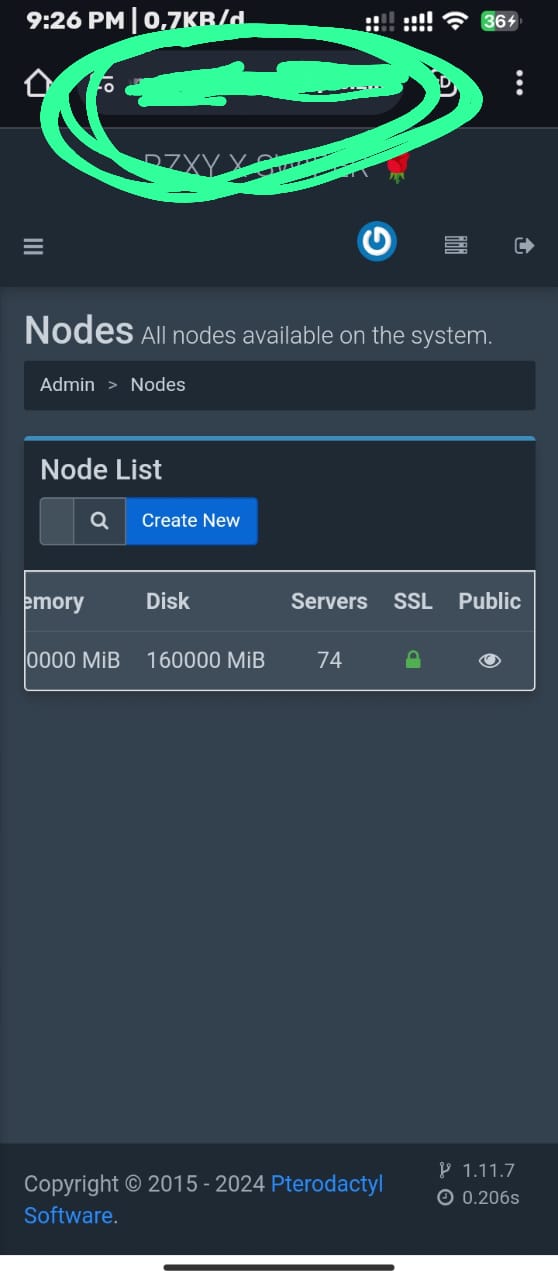 9:26 PM | 0,7KB/d
36
RZXY X
Nodes All nodes available on the system.
Admin > Nodes
Node List
Create New
emory Disk Servers SSL Public
0000 MiB 160000 MiB 74
Copyright © 2015 - 2024 Pterodactyl
Software.
1.11.7
0.206s